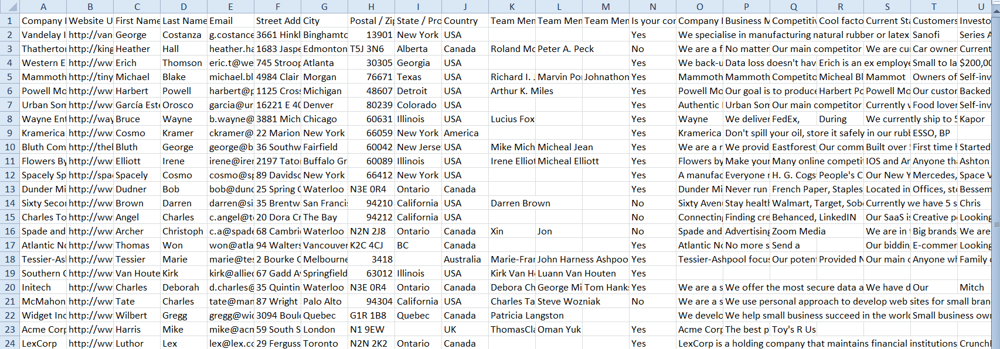 A B C D E F G H I J K L M N O P Q R S T U
1 Company I Website U First Name Last Name Email Street Add City Postal / Zip State / Pro Country Team Men Team Men Team Men Is your cor Company I Business M Competitiv Cool facto Current Sta Customers Investo
2 Vandelay I http://van George Costanza g.costance 3661 Hinkl Binghamto 13901 New York USA Yes We specialise in manufacturing natural rubber or latex Sanofi Series A
3 Thatherton http://king Heather Hall heather.ha 1683 Jaspe Edmonton T5J 3N6 Alberta Canada Roland Mc Peter A. Peck No We are a f No matter Our main competitor We are cu Car owner Current
4 Western E http://ww Erich Thomson eric.t@we 745 Stroop Atlanta 30305 Georgia USA Yes We back-u Data loss doesn't hav Erich is an ex employe Small to la $200,00
5 Mammoth http://tiny Michael Blake michael.bl 4984 Clair Morgan 76671 Texas USA Richard I. J Marvin Poi Johnathon Yes Mammoth Mammoth Competito Micheal Bl Mammot Owners of Self-inv
6 Powell Mo http://ww Harbert Powell harbert@p 1125 Cross Michigan 48607 Detroit USA Arthur K. Miles Yes Powell Mo Our goal is to produce Harbert Po Powell Mo Our custor Backed
7 Urban Som http://ww García Este Orosco garcia@ur 16221 E 40 Denver 80239 Colorado USA Yes Authentic Urban Som Our main competitor Currently v Food lover Self-inv
8 Wayne Ent http://way Bruce Wayne b.wayne@ 3881 Mich Chicago 60631 Illinois USA Lucius Fox Yes Wayne We deliver FedEx, During We currently ship to 5 Kapor
9 Kramerica http://ww Cosmo Kramer ckramer@ 22 Marion New York 66059 New York America Yes Kramerica Don't spill your oil, store it safely in our rubb ESSO, BP
10 Bluth Com http://thel Bluth George george@b 36 Southw Fairfield 60042 New Jerse USA Mike Mich Micheal Jean Yes We are a r We provid Eastforest Our comm Built over First time h Started
11 Flowers By http://ww Elliott Irene irene@irer 2197 Tator Buffalo Gr 60089 Illinois USA Irene Elliot Micheal Elliott Yes Flowers by Make your Many online competit IOS and An Anyone tha Ashton
12 Spacely Sp http://spa Spacely Cosmo cosmo@sp 89 Davidso New York 66412 New York USA Yes A manufac Everyone r H. G. Cogs People's C Our New Y Mercedes, Space V
13 Dunder Mi http://ww Dudner Bob bob@dund 25 Spring C Waterloo N3E 0R4 Ontario Canada Yes Dunder Mi Never run French Paper, Staples Located in Offices, sto Bessem
14 Sixty Secor http://ww Brown Darren darren@si 35 Brentw San Francis 94210 California USA Darren Brown No Sixty Aven Stay health Walmart, Target, Sobe Currently we have 5 s Chris
15 Charles To http://ww Angel Charles c.angel@t 20 Dora Cr The Bay 94212 California USA No Connecting Finding cre Behanced, LinkedIN Our SaaS is Creative p Looking
16 Spade and http://ww Archer Christoph c.a@spade 68 Cambri Waterloo N2N 2J8 Ontario Canada Xin Jon No Spade and Advertising Zoom Media We are in t Big brands, We are
17 Atlantic No http://ww Thomas Won won@atla 94 Walters Vancouver K2C 4CJ BC Canada Yes Atlantic No No more s Send a Our biddin E-commer Looking
18 Tessier-Ash http://ww Tessier Marie marie@tes 2 Bourke C Melbourne 3418 Australia Marie-Fran John Harness Ashpoo Yes Tessier-Ashpool focus Our poten Provided N Our main c Anyone wh Family o
19 Southern C http://ww Van Houte Kirk kirk@allied 67 Gadd Av Springfield 63012 Illinois USA Kirk Van H Luann Van Houten Yes
20 Initech http://ww Charles Deborah d.charles@ 35 Quintin Waterloo N3E 0R4 Ontario Canada Debora Ch George Mi Tom Hank Yes We are a s We offer the most secure data a We have d Our Mitch
21 McMahon http://ww Tate Charles tate@man 87 Wright Palo Alto 94304 California USA Charles Ta Steve Wozniak No We are a s We use personal approach to develop web sites for small bran
22 Widget Inc http://ww Wilbert Gregg gregg@wic 3094 Boule Quebec G1R 1B8 Quebec Canada Patricia Langston We develo We help small business succeed in the world Small business own
23 Acme Corp http://ww Harris Mike mike@acn 59 South S London N1 9EW UK ThomasCla Oman Yuk Yes Acme Corp The best p Toy's R Us
24 LexCorp http://ww Luthor Lex lex@lex.co 29 Ferguss Toronto N2N 2K2 Ontario Canada Yes LexCorp is a holding company that maintains financial institutions Crunchl